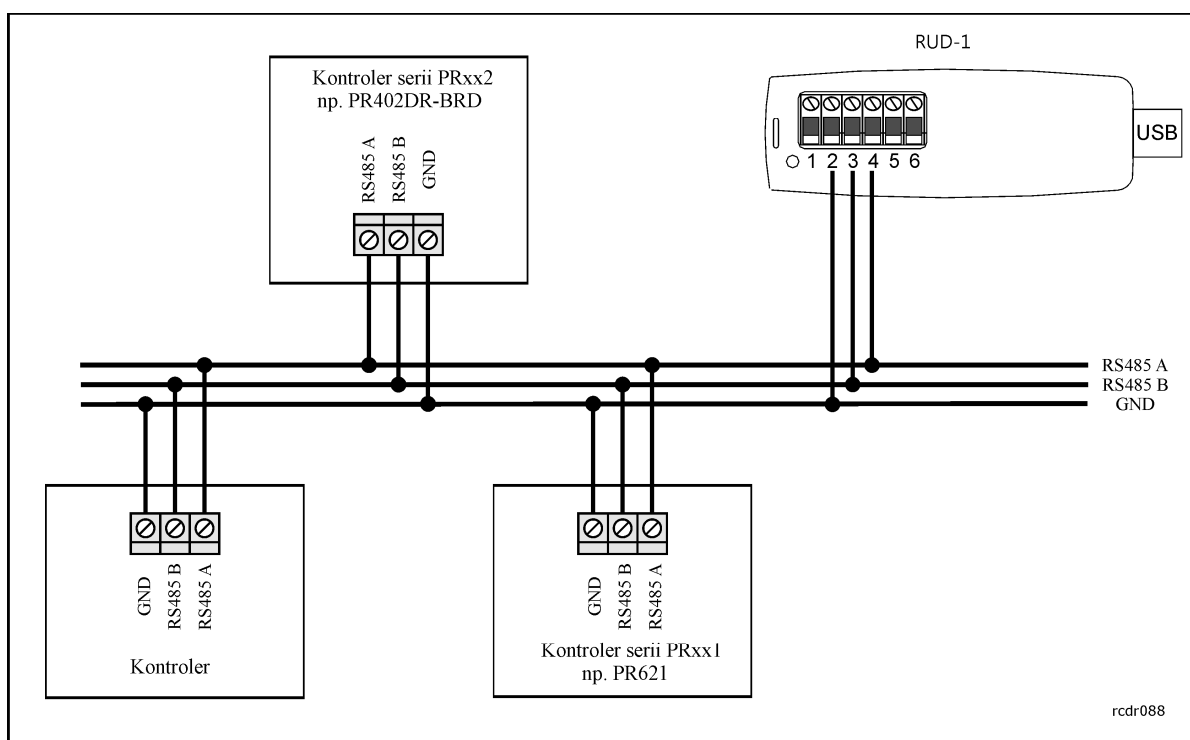 RUD-1
Kontroler serii PRxx2
np. PR402DR-BRD
RS485 A
RS485 B
GND
USB
1 2 3 4 5 6
RS485 A
RS485 B
GND
GND
RS485 B
RS485 A
Kontroler
GND
RS485 B
RS485 A
Kontroler serii PRxx1
np. PR621
rcdr088